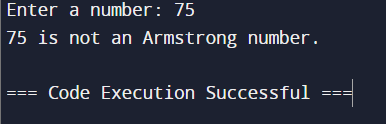 Enter a number: 75
75 is not an Armstrong number.
=== Code Execution Successful ===